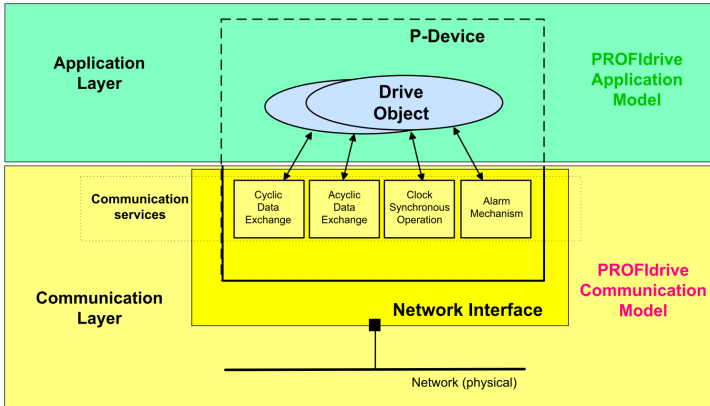 P-Device
Application
Layer
PROFIdrive
Application
Model
Drive
Object
Communication
services
Cyclic
Data
Exchange
Acyclic
Data
Exchange
Clock
Synchronous
Operation
Alarm
Mechanism
Communication
Layer
PROFIdrive
Communication
Model
Network Interface
Network (physical)